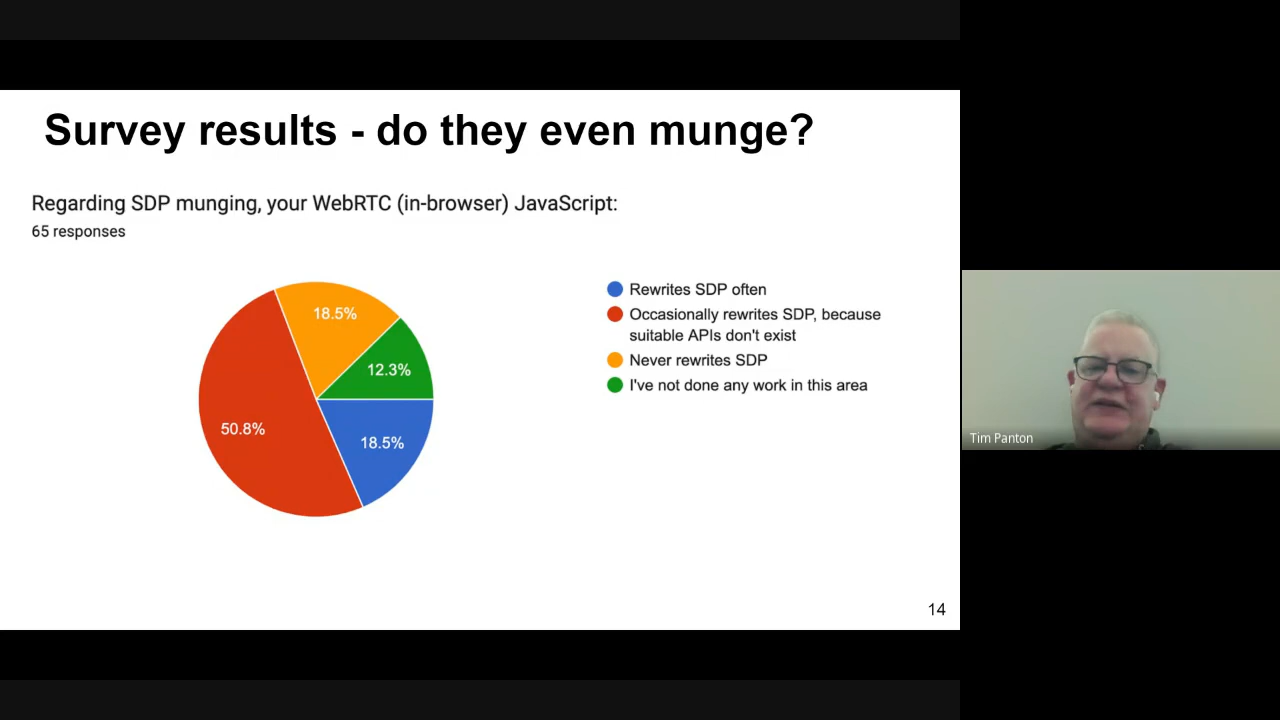 Survey results - do they even munge?
Regarding SDP munging, your WebRTC (in-browser) JavaScript:
65 responses
18.5%
12.3%
50.8%
18.5%
Rewrites SDP often
Occasionally rewrites SDP, because
suitable APIs don't exist
Never rewrites SDP
I've not done any work in this area
14
Tim Panton